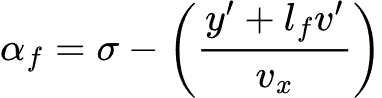 α_f = σ − ( (y′ + l_f v′) / v_x )